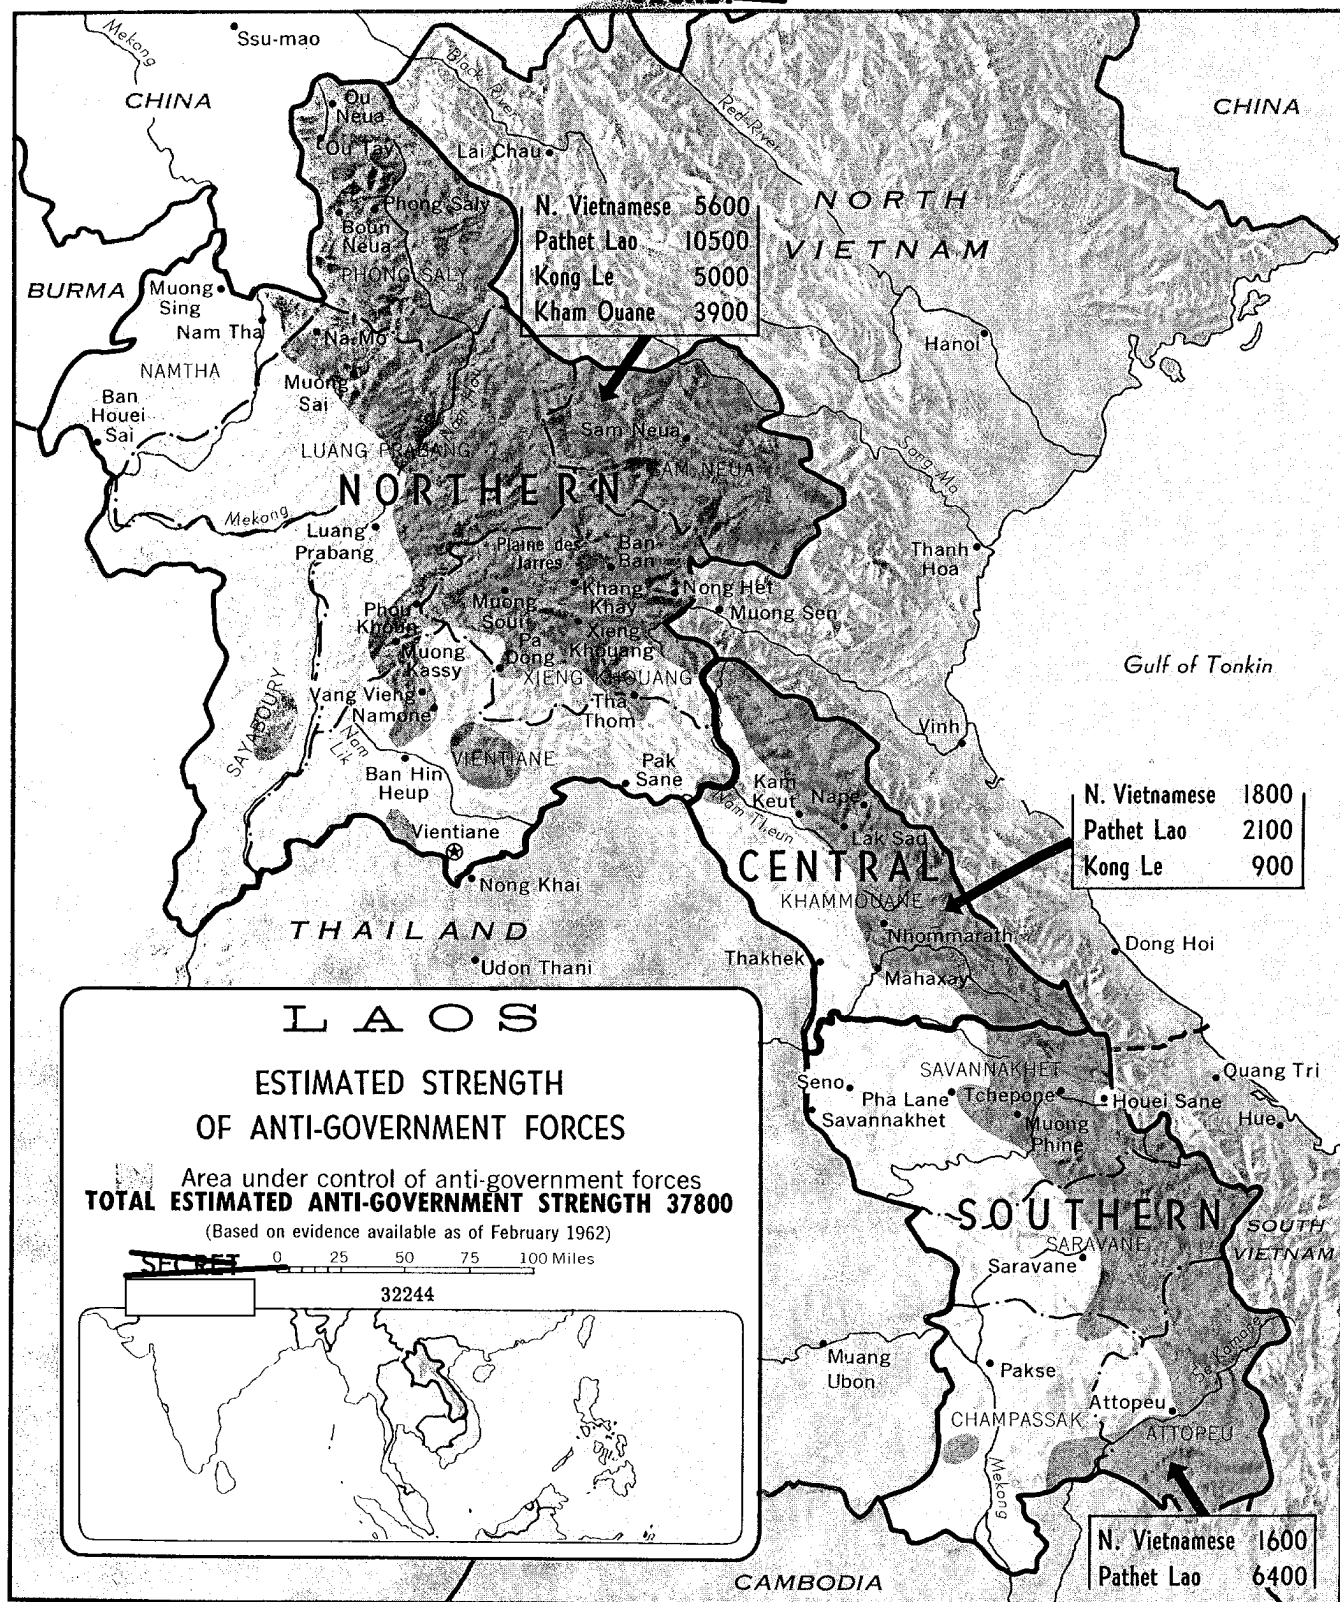 Mekong
Ssu-mao
CHINA
Black River
Red River
CHINA
Ou
Neua
Ou Tay
Lai Chau
Phong Saly
Boun
Neua
PHONG SALY
N. Vietnamese 5600
Pathet Lao 10500
Kong Le 5000
Kham Ouane 3900
NORTH
VIETNAM
BURMA
Muong
Sing
Nam Tha
Na Mo
NAMTHA
Muong
Sai
Ban
Houei
Sai
Hanoi
Nam Hou
LUANG PRABANG
Sam Neua
SAM NEUA
Song Ma
NORTHERN
Mekong
Luang
Prabang
Plaine des
Jarres
Ban
Ban
Thanh
Hoa
Khang
Khay
Nong Het
Muong Sen
Phou
Khoun
Muong
Soui
Xieng
Khouang
Pa
Dong
Muong
Kassy
XIENG KHOUANG
Gulf of Tonkin
SAYABOURY
Vang Vieng
Namone
Tha
Thom
Nam
Lik
VIENTIANE
Vinh
Ban Hin
Heup
Pak
Sane
Kam
Keut
Nape
Nam Theun
Lak Sao
N. Vietnamese 1800
Pathet Lao 2100
Kong Le 900
Vientiane
CENTRAL
Nong Khai
KHAMMOUANE
THAILAND
Nhommarath
Dong Hoi
Udon Thani
Thakhek
Mahaxay
LAOS
ESTIMATED STRENGTH
OF ANTI-GOVERNMENT FORCES
Area under control of anti-government forces
TOTAL ESTIMATED ANTI-GOVERNMENT STRENGTH 37800
(Based on evidence available as of February 1962)
SECRET
0 25 50 75 100 Miles
32244
SAVANNAKHET
Seno
Pha Lane
Tchepone
Houei Sane
Quang Tri
Savannakhet
Muong
Phine
Hue
SOUTHERN
SARAVANE
SOUTH
VIETNAM
Saravane
Se Kamane
Muang
Ubon
Pakse
Attopeu
CHAMPASSAK
ATTOPEU
Mekong
N. Vietnamese 1600
Pathet Lao 6400
CAMBODIA